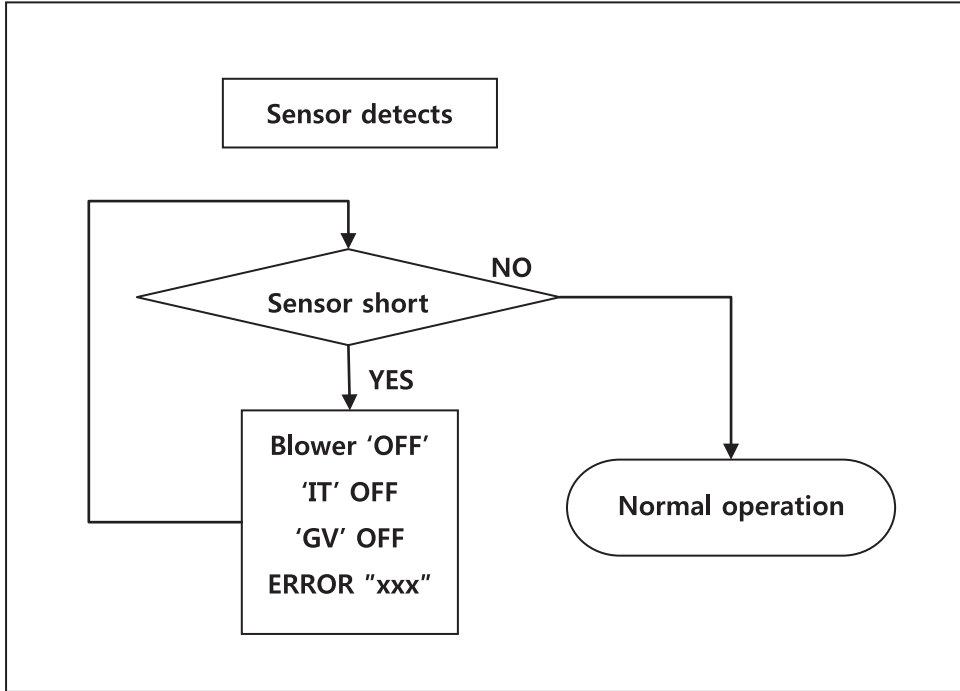 Sensor detects
NO
Sensor short
YES
Blower ‘OFF’
‘IT’ OFF
‘GV’ OFF
ERROR ”xxx”
Normal operation